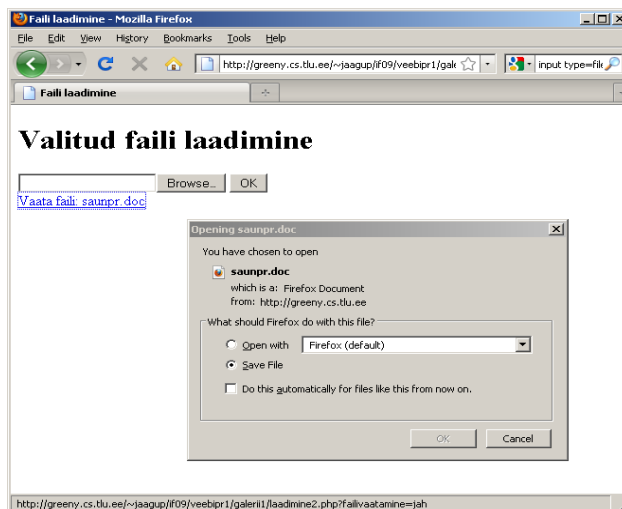 Faili laadimine - Mozilla Firefox
File Edit View History Bookmarks Tools Help
http://greeny.cs.tlu.ee/~jaagup/if09/veebipr1/gale
input type=file
Faili laadimine
Valitud faili laadimine
Browse... OK
Vaata faili: saunpr.doc
Opening saunpr.doc
You have chosen to open
saunpr.doc
which is a: Firefox Document
from: http://greeny.cs.tlu.ee
What should Firefox do with this file?
Open with Firefox (default)
Save File
Do this automatically for files like this from now on.
OK Cancel
http://greeny.cs.tlu.ee/~jaagup/if09/veebipr1/galerii1/laadimine2.php?failivaatamine=jah